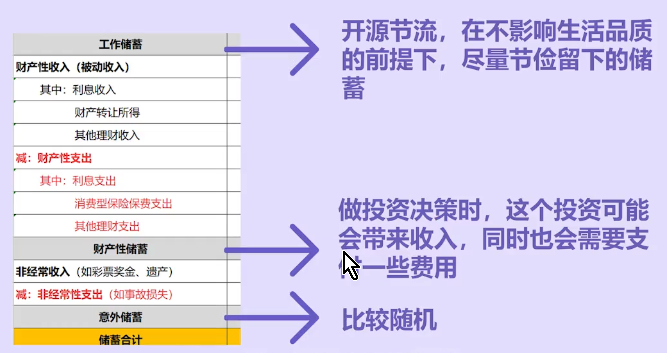 工作储蓄
财产性收入（被动收入）
其中：利息收入
财产转让所得
其他理财收入
减：财产性支出
其中：利息支出
消费型保险保费支出
其他理财支出
财产性储蓄
非经常收入（如彩票奖金、遗产）
减：非经常性支出（如事故损失）
意外储蓄
储蓄合计
开源节流，在不影响生活品质
的前提下，尽量节俭留下的储
蓄
做投资决策时，这个投资可能
会带来收入，同时也会需要支
付一些费用
比较随机